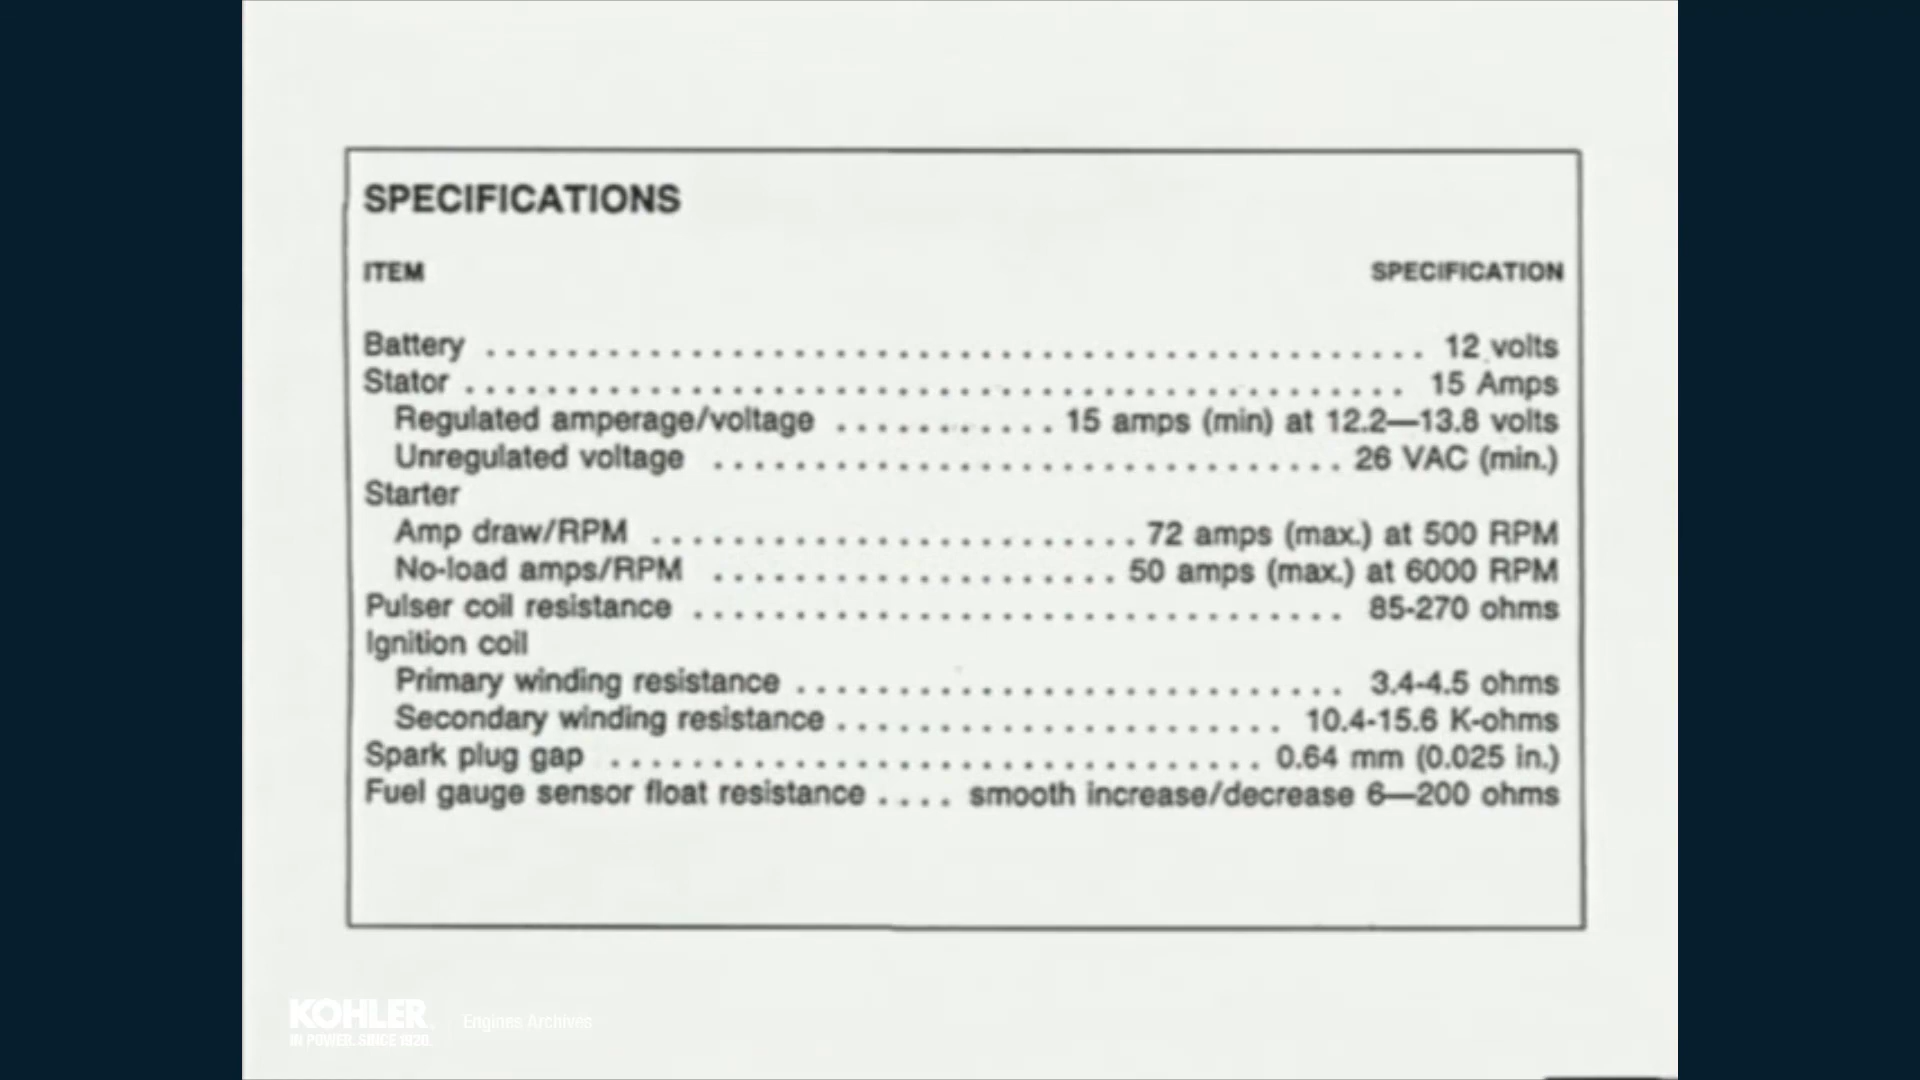 SPECIFICATIONS
ITEM SPECIFICATION
Battery . . . . . . . . . . . . . . . . . . . . . . . . . . . . . . . . . . . . . . . . . . . . . . 12 volts
Stator . . . . . . . . . . . . . . . . . . . . . . . . . . . . . . . . . . . . . . . . . . . . . . 15 Amps
Regulated amperage/voltage . . . . . . . . . . . 15 amps (min) at 12.2—13.8 volts
Unregulated voltage . . . . . . . . . . . . . . . . . . . . . . . . . . . . . . . 26 VAC (min.)
Starter
Amp draw/RPM . . . . . . . . . . . . . . . . . . . . . . . . 72 amps (max.) at 500 RPM
No-load amps/RPM . . . . . . . . . . . . . . . . . . . . 50 amps (max.) at 6000 RPM
Pulser coil resistance . . . . . . . . . . . . . . . . . . . . . . . . . . . . . . . . 85-270 ohms
Ignition coil
Primary winding resistance . . . . . . . . . . . . . . . . . . . . . . . . . . . 3.4-4.5 ohms
Secondary winding resistance . . . . . . . . . . . . . . . . . . . . . . 10.4-15.6 K-ohms
Spark plug gap . . . . . . . . . . . . . . . . . . . . . . . . . . . . . . . . 0.64 mm (0.025 in.)
Fuel gauge sensor float resistance . . . . smooth increase/decrease 6—200 ohms
KOHLER Engines Archives
IN POWER. SINCE 1920.